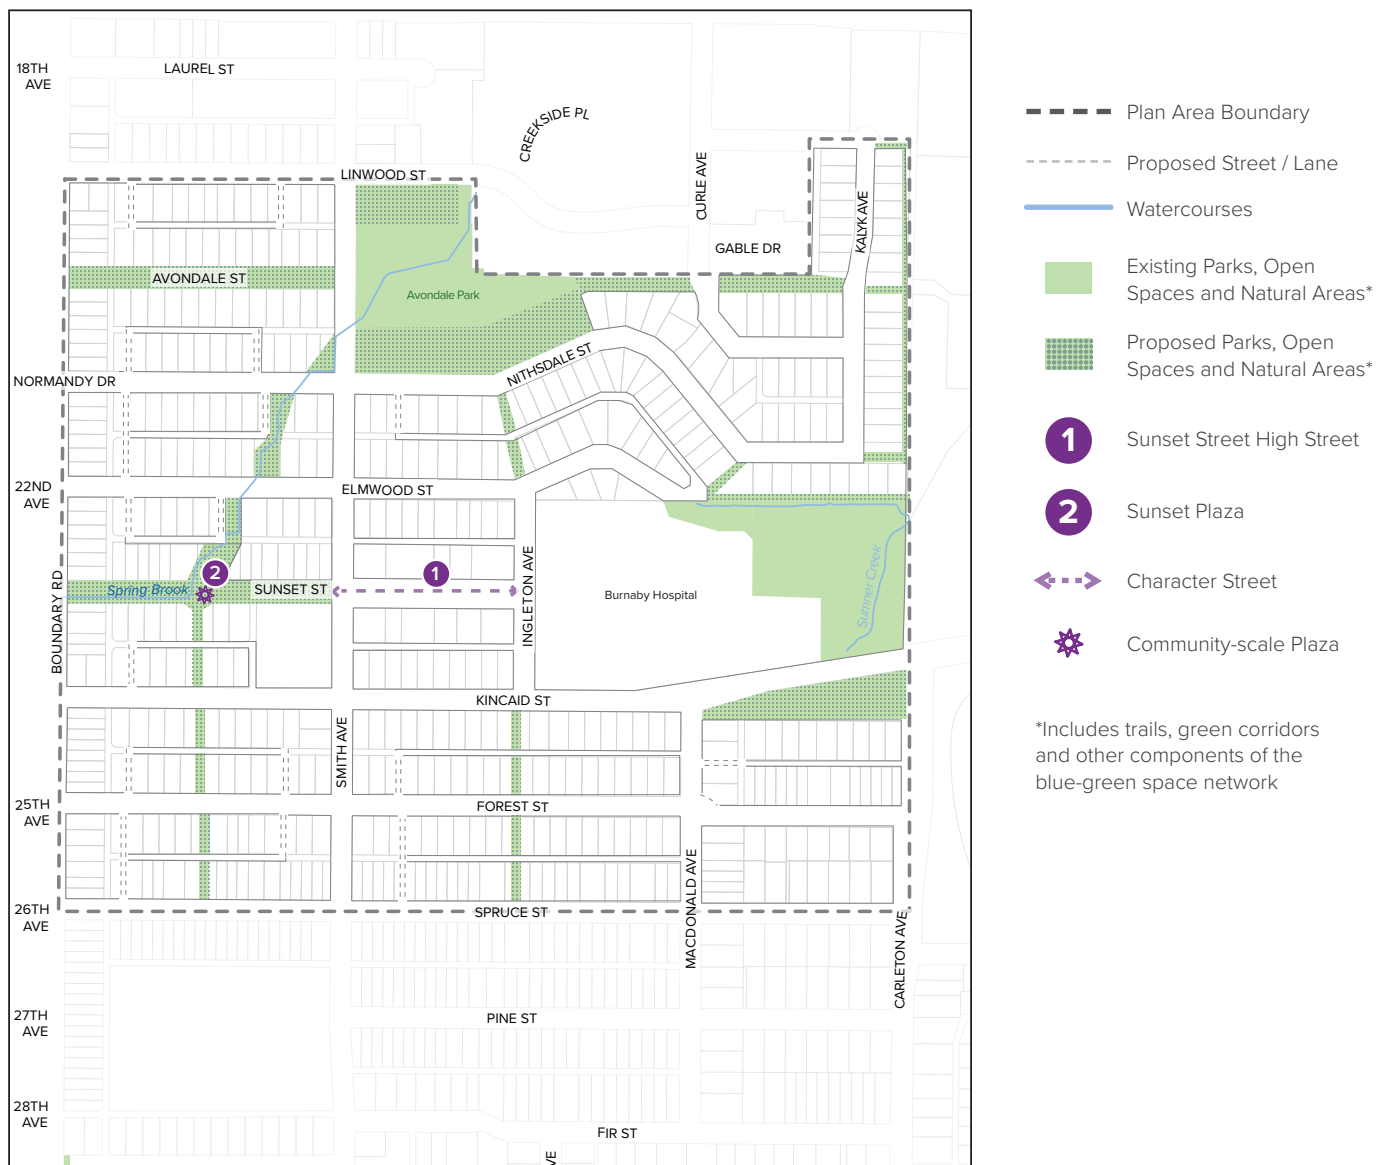 18TH
AVE
LAUREL ST
CREEKSIDE PL
CURLE AVE
LINWOOD ST
KALYK AVE
GABLE DR
AVONDALE ST
Avondale Park
NORMANDY DR
NITHSDALE ST
22ND
AVE
ELMWOOD ST
INGLETON AVE
BOUNDARY RD
Spring Brook
2
SUNSET ST
1
Burnaby Hospital
Sumner Creek
KINCAID ST
SMITH AVE
25TH
AVE
FOREST ST
MACDONALD AVE
26TH
AVE
SPRUCE ST
CARLETON AVE
27TH
AVE
PINE ST
28TH
AVE
FIR ST
VE
Plan Area Boundary
Proposed Street / Lane
Watercourses
Existing Parks, Open
Spaces and Natural Areas*
Proposed Parks, Open
Spaces and Natural Areas*
1 Sunset Street High Street
2 Sunset Plaza
Character Street
Community-scale Plaza
*Includes trails, green corridors
and other components of the
blue-green space network